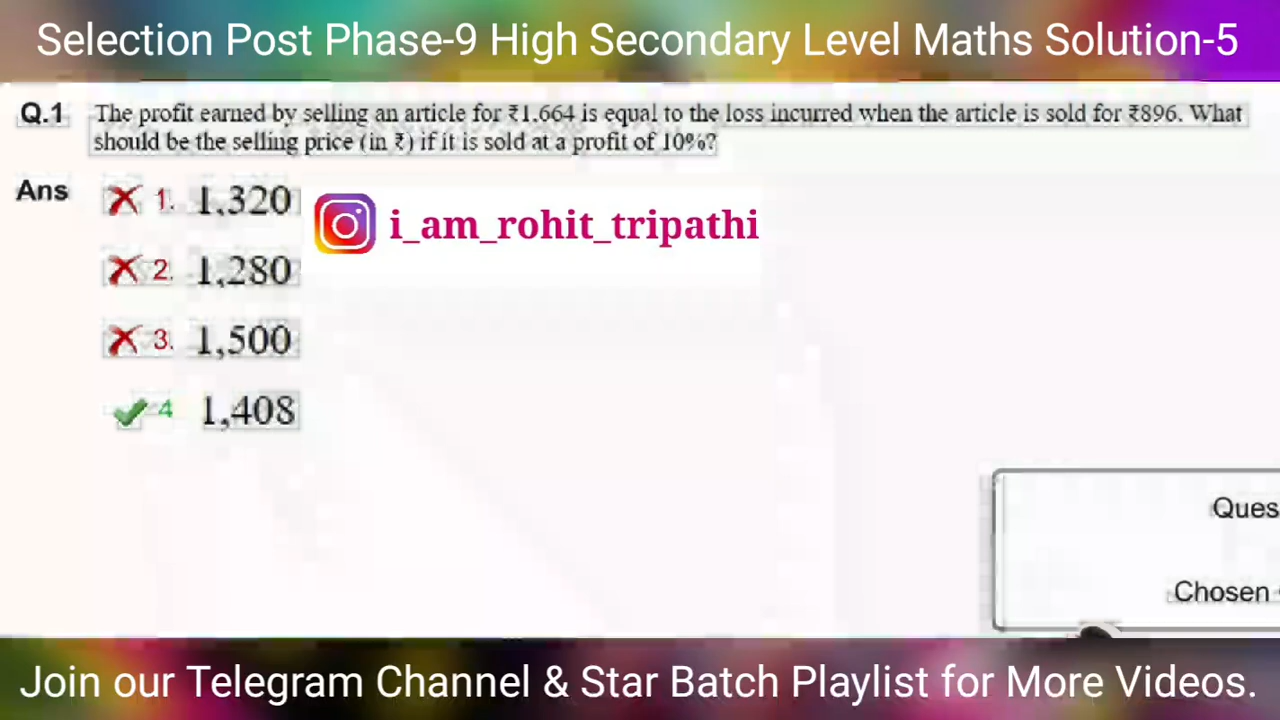 Selection Post Phase-9 High Secondary Level Maths Solution-5
Q.1 The profit earned by selling an article for ₹1,664 is equal to the loss incurred when the article is sold for ₹896. What
should be the selling price (in ₹) if it is sold at a profit of 10%?
Ans
1. 1,320
i_am_rohit_tripathi
2. 1,280
3. 1,500
4 1,408
Ques
Chosen
Join our Telegram Channel & Star Batch Playlist for More Videos.